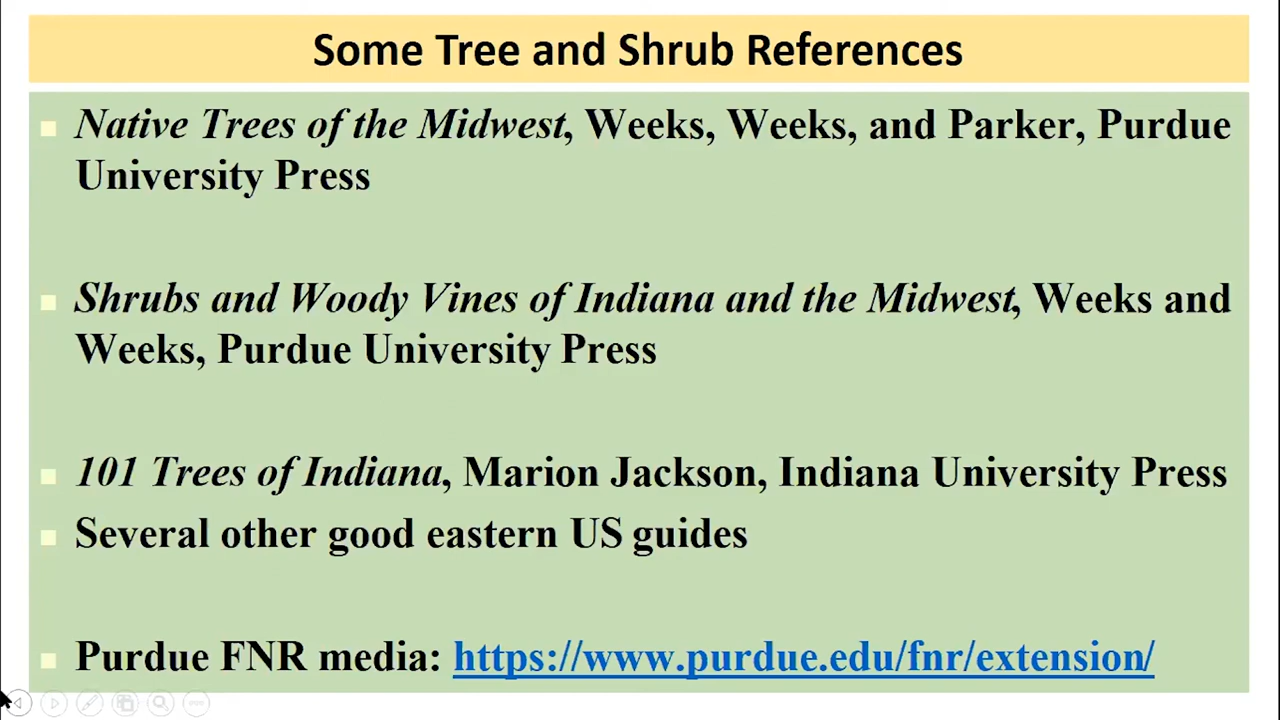 Some Tree and Shrub References
Native Trees of the Midwest, Weeks, Weeks, and Parker, Purdue
University Press
Shrubs and Woody Vines of Indiana and the Midwest, Weeks and
Weeks, Purdue University Press
101 Trees of Indiana, Marion Jackson, Indiana University Press
Several other good eastern US guides
Purdue FNR media: https://www.purdue.edu/fnr/extension/